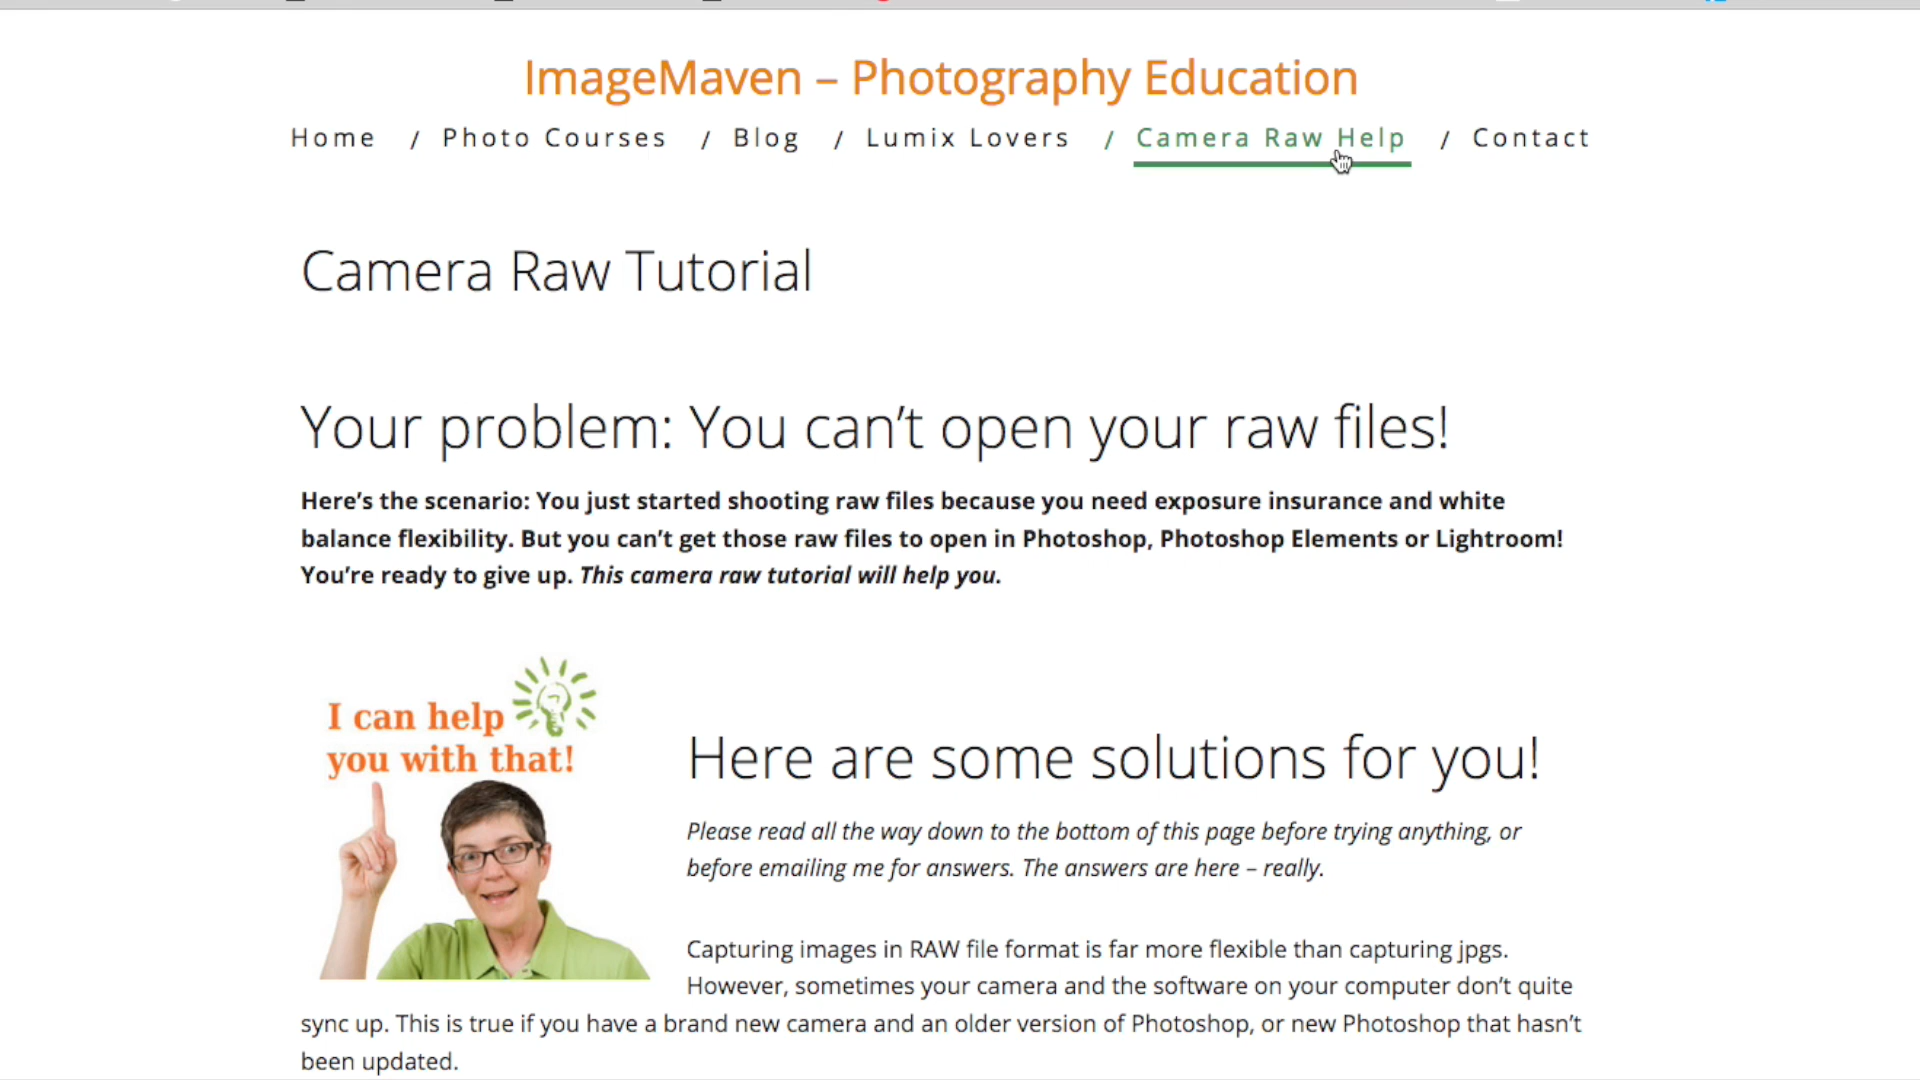 ImageMaven – Photography Education
Home / Photo Courses / Blog / Lumix Lovers / Camera Raw Help / Contact
Camera Raw Tutorial
Your problem: You can’t open your raw files!
Here’s the scenario: You just started shooting raw files because you need exposure insurance and white
balance flexibility. But you can’t get those raw files to open in Photoshop, Photoshop Elements or Lightroom!
You’re ready to give up. This camera raw tutorial will help you.
I can help
you with that!
Here are some solutions for you!
Please read all the way down to the bottom of this page before trying anything, or
before emailing me for answers. The answers are here – really.
Capturing images in RAW file format is far more flexible than capturing jpgs.
However, sometimes your camera and the software on your computer don’t quite
sync up. This is true if you have a brand new camera and an older version of Photoshop, or new Photoshop that hasn’t
been updated.